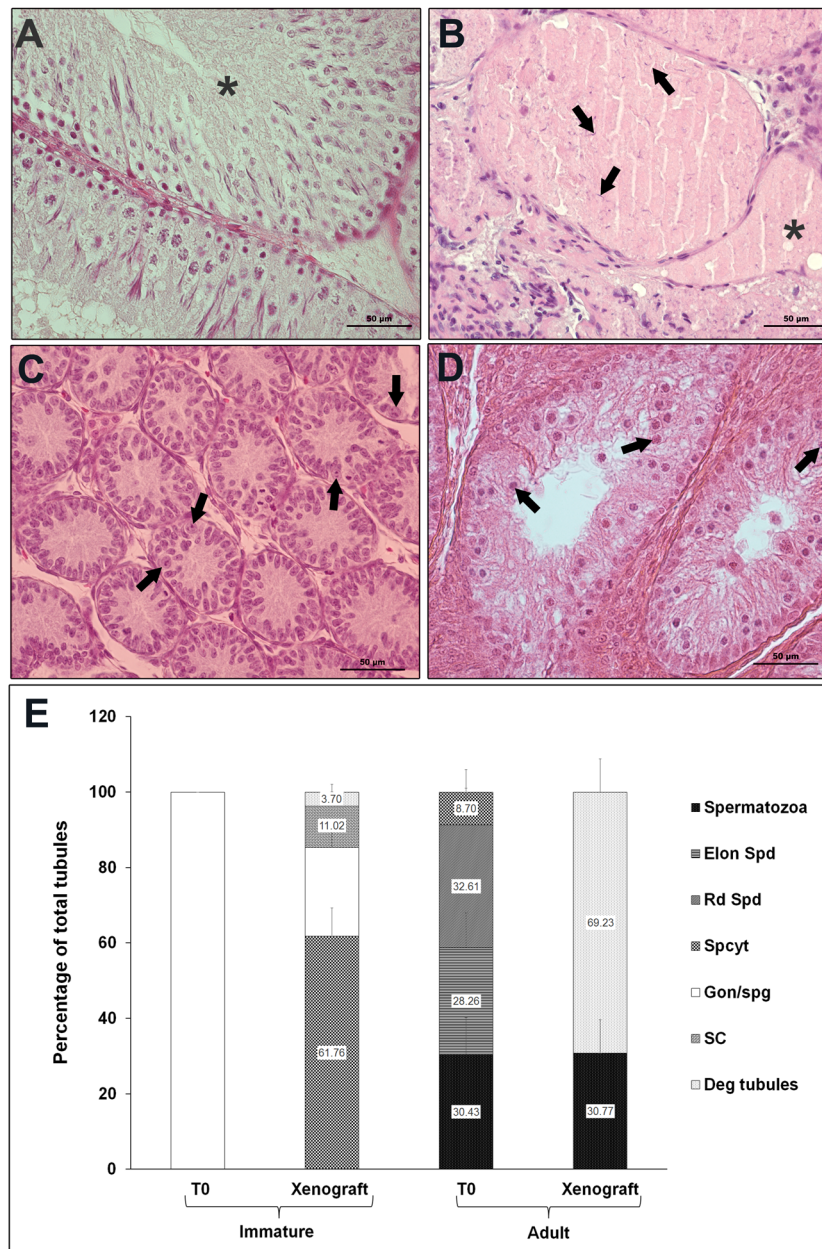 A
*
50 µm
B
*
50 µm
C
50 µm
D
50 µm
E
Percentage of total tubules
120
100
80
60
40
20
0
3.70
11.02
61.76
8.70
32.61
28.26
30.43
69.23
30.77
Spermatozoa
Elon Spd
Rd Spd
Spcyt
Gon/spg
SC
Deg tubules
T0 Xenograft T0 Xenograft
Immature Adult